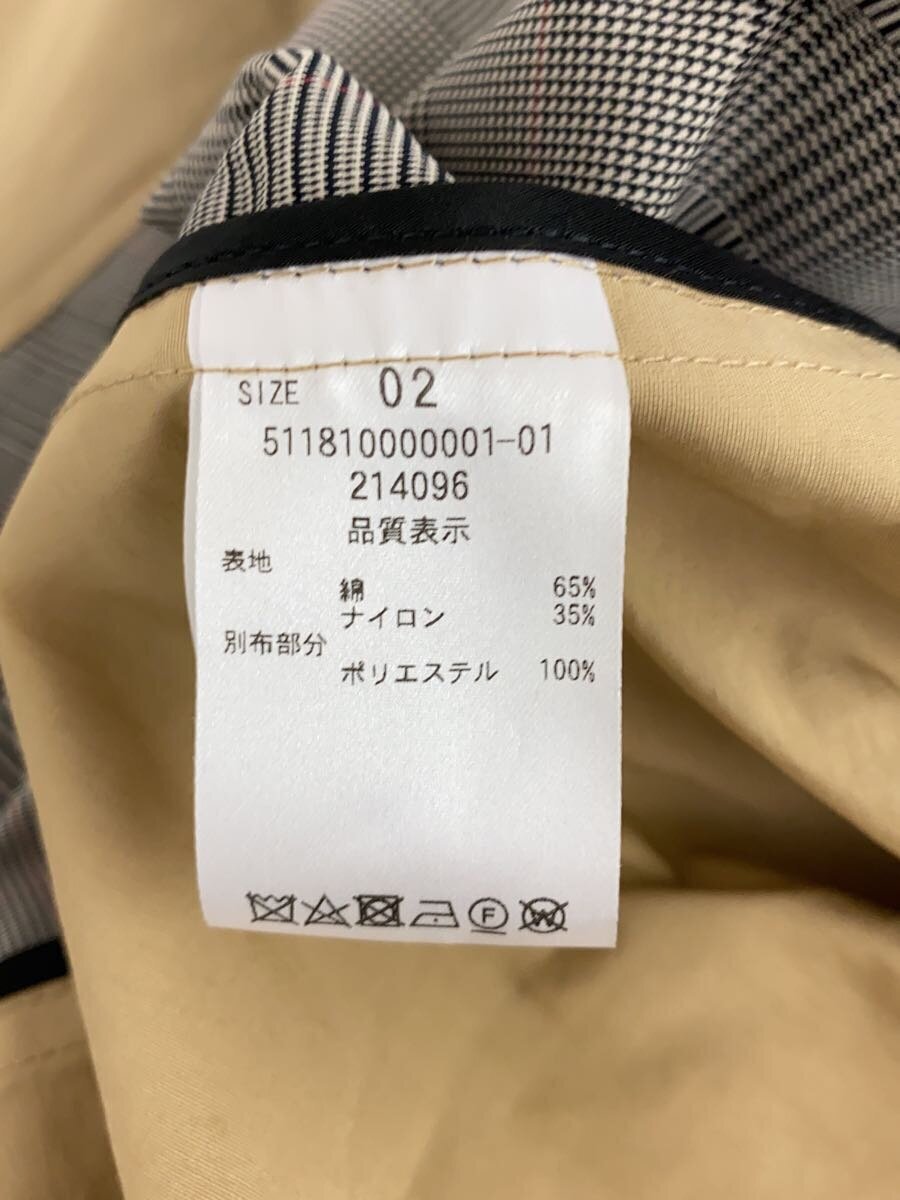 SIZE 02
511810000001-01
214096
品質表示
表地
綿 65%
ナイロン 35%
別布部分
ポリエステル 100%
F W